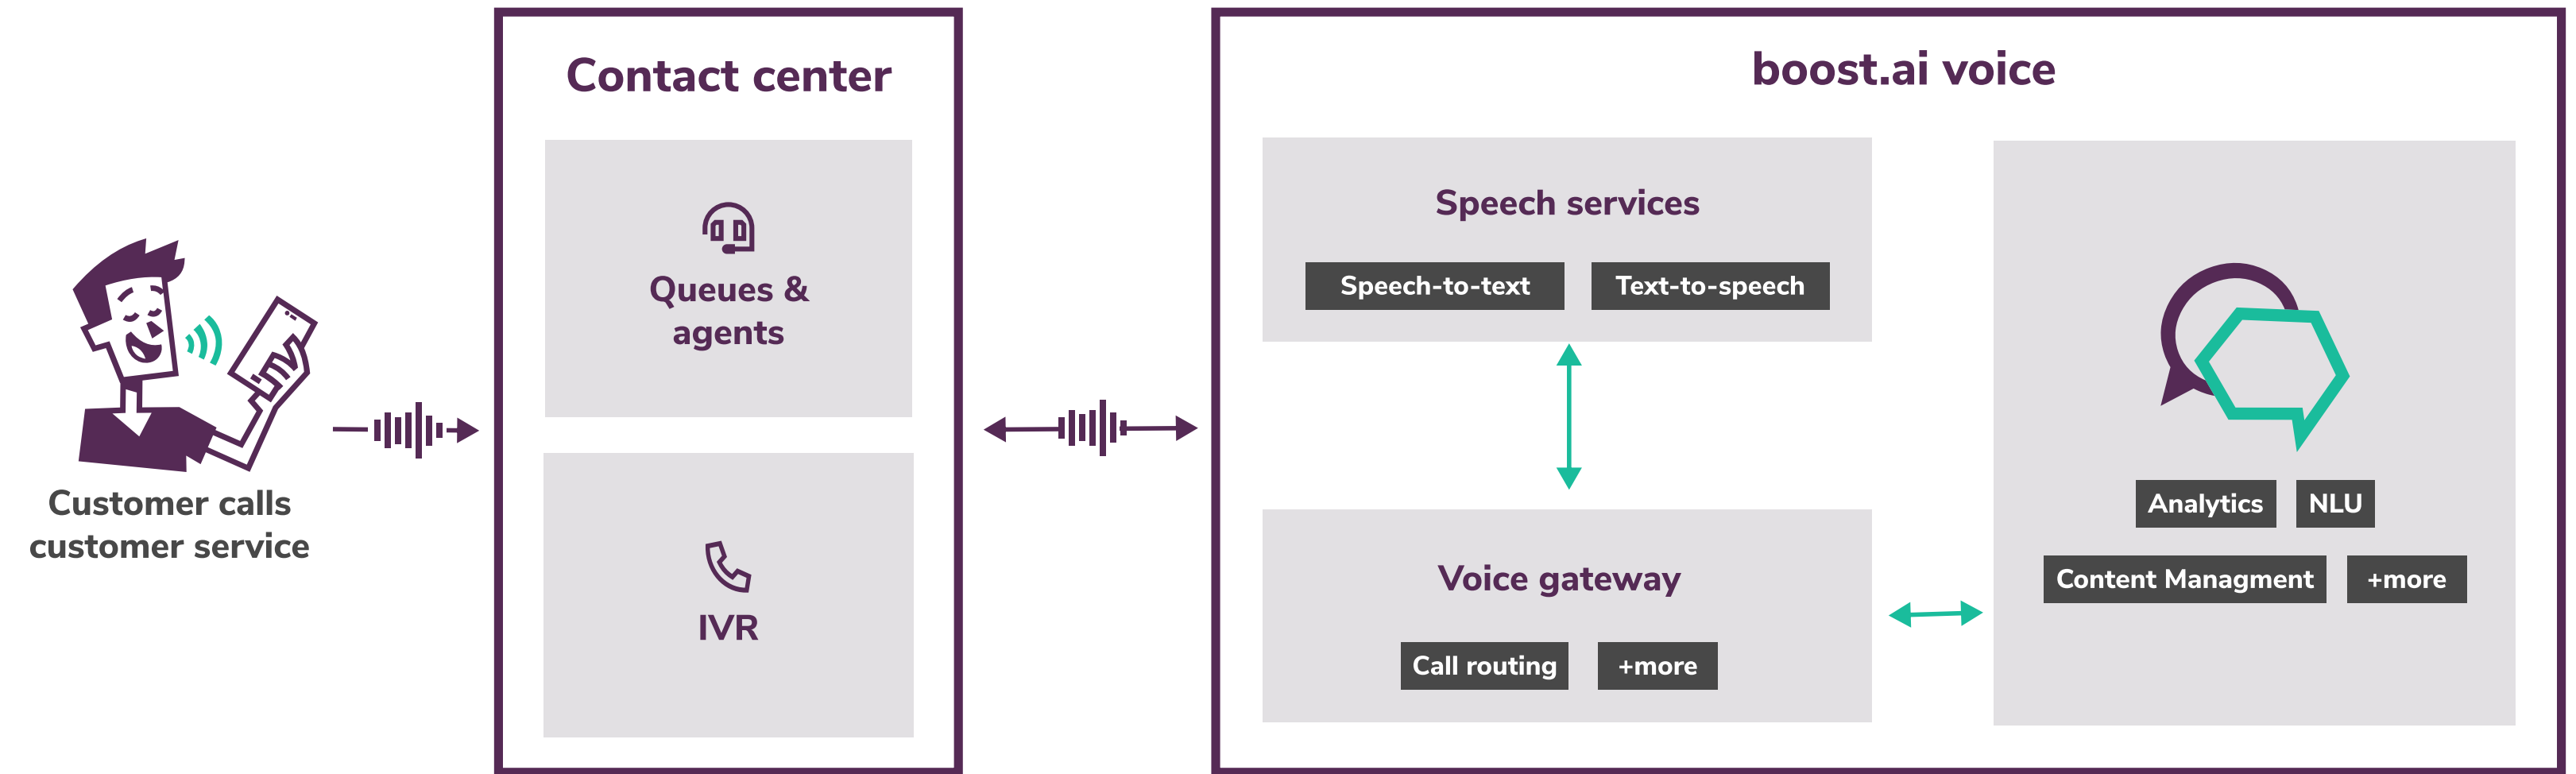 Customer calls
customer service
Contact center
Queues &
agents
IVR
boost.ai voice
Speech services
Speech-to-text
Text-to-speech
Voice gateway
Call routing
+more
Analytics
NLU
Content Managment
+more